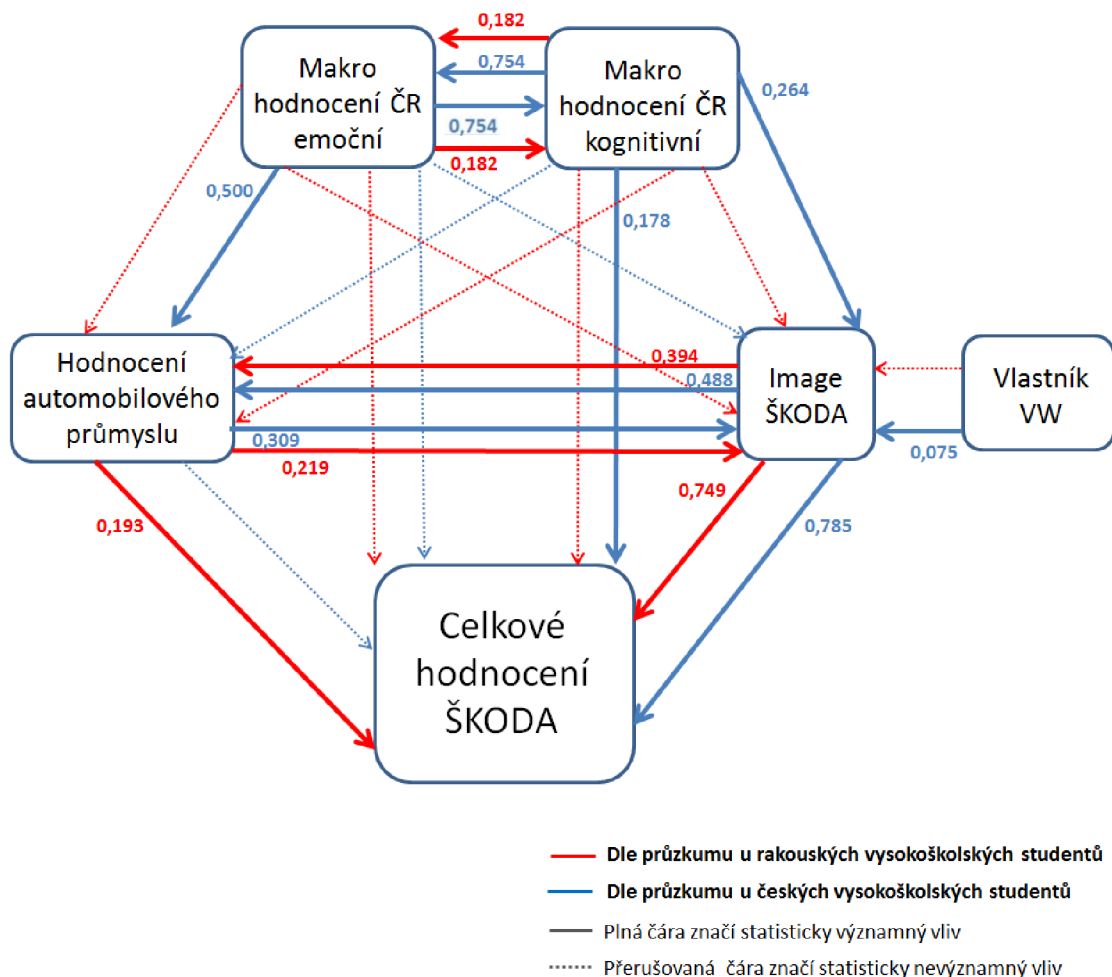 0,182
Makro
hodnocení ČR
emoční
0,754
Makro
hodnocení ČR
kognitivní
0,264
0,754
0,182
0,500
0,178
Hodnocení
automobilového
průmyslu
0,394
0,488
Image
ŠKODA
Vlastník
VW
0,309
0,219
0,075
0,193
0,749
0,785
Celkové
hodnocení
ŠKODA
Dle průzkumu u rakouských vysokoškolských studentů
Dle průzkumu u českých vysokoškolských studentů
Plná čára značí statisticky významný vliv
Přerušovaná čára značí statisticky nevýznamný vliv